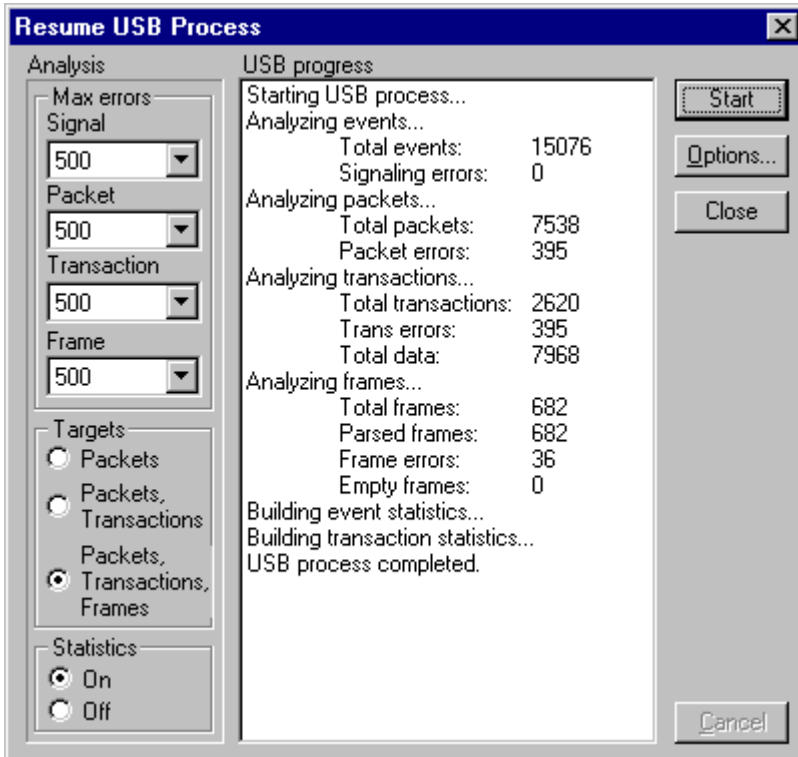 Resume USB Process
Analysis
Max errors
Signal
500
Packet
500
Transaction
500
Frame
500
Targets
Packets
Packets,
Transactions
Packets,
Transactions,
Frames
Statistics
On
Off
USB progress
Starting USB process...
Analyzing events...
Total events: 15076
Signaling errors: 0
Analyzing packets...
Total packets: 7538
Packet errors: 395
Analyzing transactions...
Total transactions: 2620
Trans errors: 395
Total data: 7968
Analyzing frames...
Total frames: 682
Parsed frames: 682
Frame errors: 36
Empty frames: 0
Building event statistics...
Building transaction statistics...
USB process completed.
Start
Options...
Close
Cancel